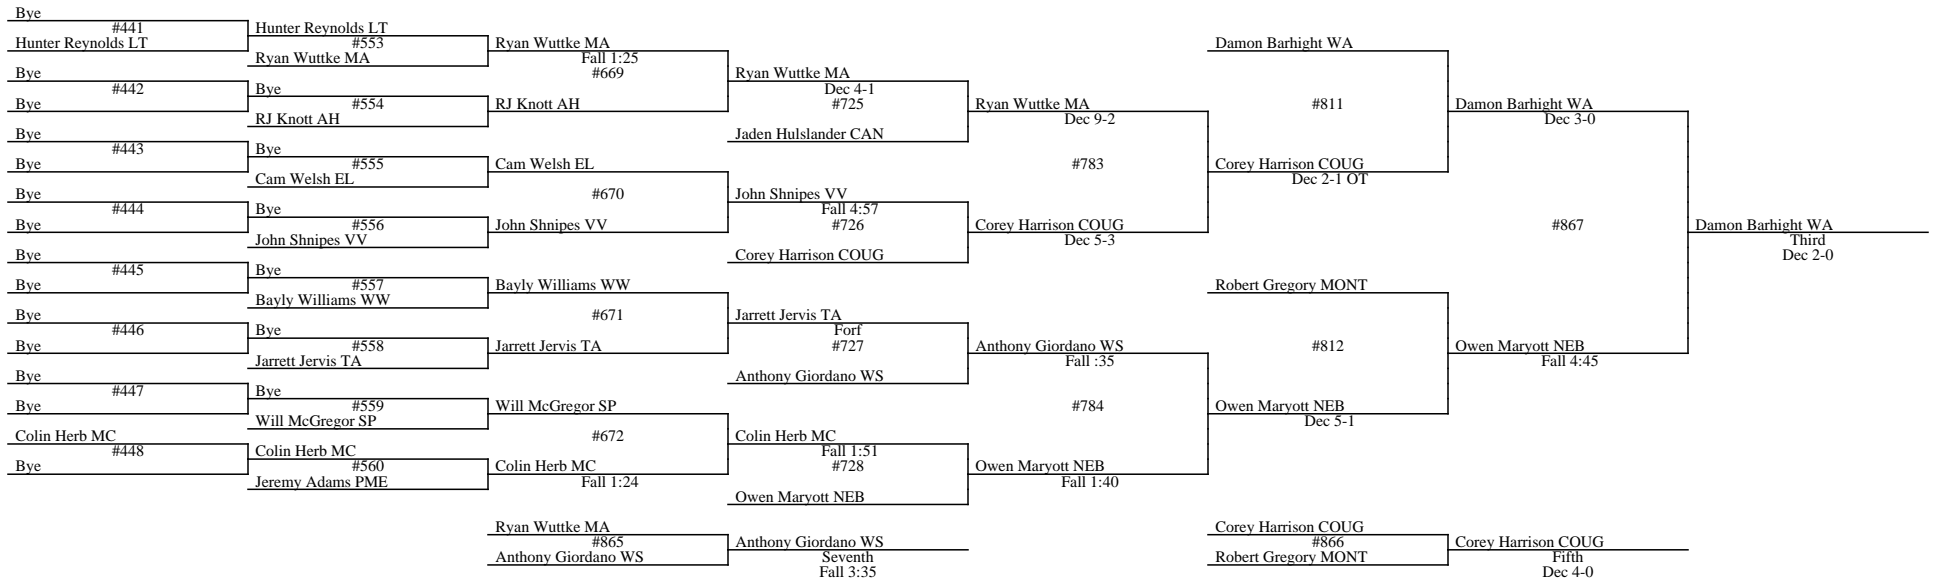 Bye
#441
Hunter Reynolds LT
Bye
#442
Bye
Bye
#443
Bye
Bye
#444
Bye
Bye
#445
Bye
Bye
#446
Bye
Bye
#447
Bye
Colin Herb MC
#448
Bye
Hunter Reynolds LT
#553
Ryan Wuttke MA
Bye
#554
RJ Knott AH
Bye
#555
Cam Welsh EL
Bye
#556
John Shnipes VV
Bye
#557
Bayly Williams WW
Bye
#558
Jarrett Jervis TA
Bye
#559
Will McGregor SP
Colin Herb MC
#560
Jeremy Adams PME
Ryan Wuttke MA
Fall 1:25
#669
RJ Knott AH
Cam Welsh EL
#670
John Shnipes VV
Bayly Williams WW
#671
Jarrett Jervis TA
Will McGregor SP
#672
Colin Herb MC
Fall 1:24
Ryan Wuttke MA
Dec 4-1
#725
Jaden Hulslander CAN
John Shnipes VV
Fall 4:57
#726
Corey Harrison COUG
Jarrett Jervis TA
Forf
#727
Anthony Giordano WS
Colin Herb MC
Fall 1:51
#728
Owen Maryott NEB
Ryan Wuttke MA
Dec 9-2
#783
Corey Harrison COUG
Dec 5-3
Anthony Giordano WS
Fall :35
#784
Owen Maryott NEB
Fall 1:40
Damon Barhight WA
#811
Corey Harrison COUG
Dec 2-1 OT
Robert Gregory MONT
#812
Owen Maryott NEB
Dec 5-1
Damon Barhight WA
Dec 3-0
#867
Owen Maryott NEB
Fall 4:45
Damon Barhight WA
Third
Dec 2-0
Ryan Wuttke MA
#865
Anthony Giordano WS
Anthony Giordano WS
Seventh
Fall 3:35
Corey Harrison COUG
#866
Robert Gregory MONT
Corey Harrison COUG
Fifth
Dec 4-0